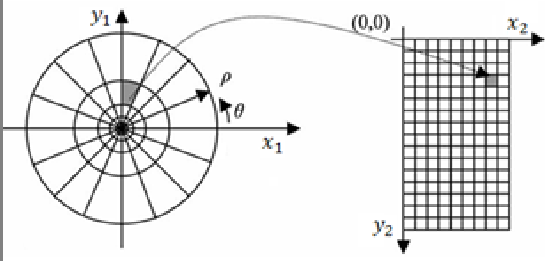 y₁
(0,0)
x₂
ρ
θ
x₁
y₂